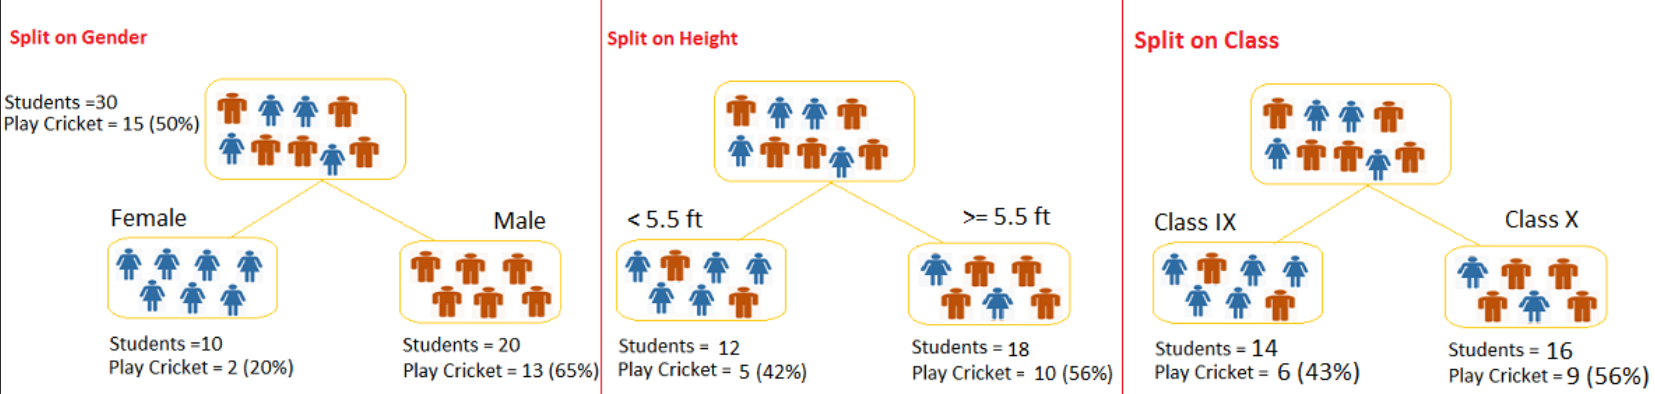 Split on Gender
Students =30
Play Cricket = 15 (50%)
Female
Male
Students =10
Play Cricket = 2 (20%)
Students = 20
Play Cricket = 13 (65%)
Split on Height
< 5.5 ft
>= 5.5 ft
Students = 12
Play Cricket = 5 (42%)
Students = 18
Play Cricket = 10 (56%)
Split on Class
Class IX
Class X
Students = 14
Play Cricket = 6 (43%)
Students = 16
Play Cricket = 9 (56%)